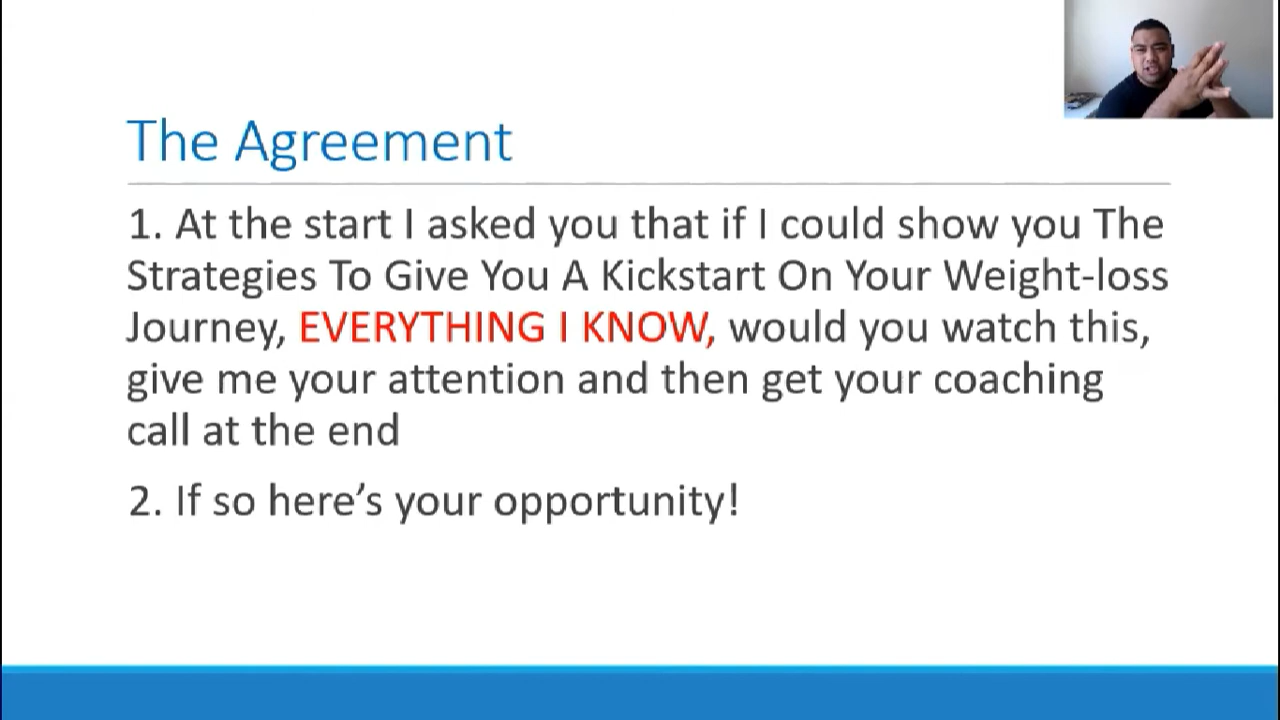 The Agreement
1. At the start I asked you that if I could show you The
Strategies To Give You A Kickstart On Your Weight-loss
Journey, EVERYTHING I KNOW, would you watch this,
give me your attention and then get your coaching
call at the end
2. If so here’s your opportunity!